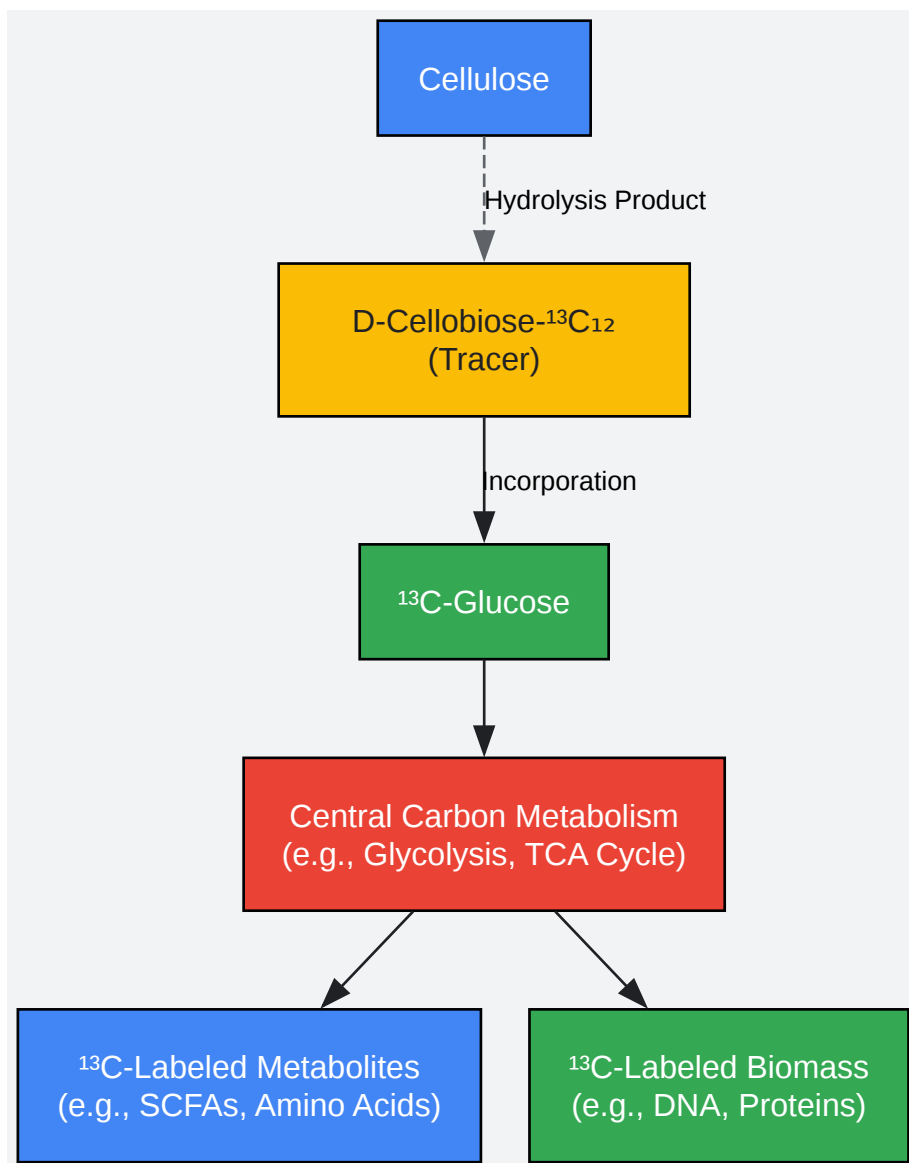 Cellulose
Hydrolysis Product
D-Cellobiose-¹³C₁₂
(Tracer)
Incorporation
¹³C-Glucose
Central Carbon Metabolism
(e.g., Glycolysis, TCA Cycle)
¹³C-Labeled Metabolites
(e.g., SCFAs, Amino Acids)
¹³C-Labeled Biomass
(e.g., DNA, Proteins)